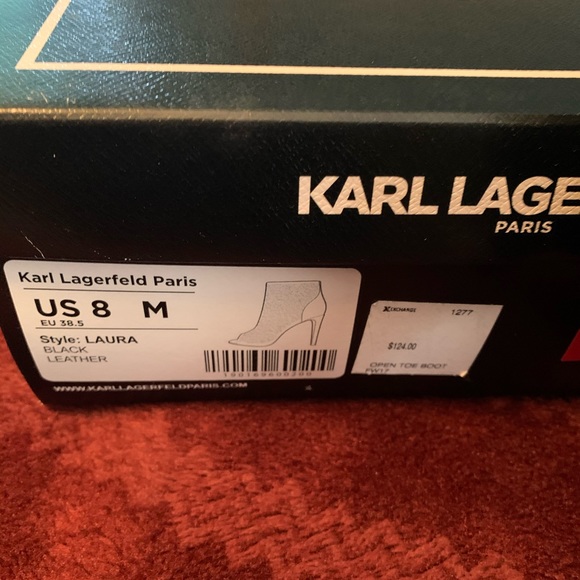 KARL LAGE
PARIS
Karl Lagerfeld Paris
US 8 M
EU 38.5
Style: LAURA
BLACK
LEATHER
WWW.KARLLAGERFELDPARIS.COM
1277
$124.00
OPEN TOE BOOT
FW17